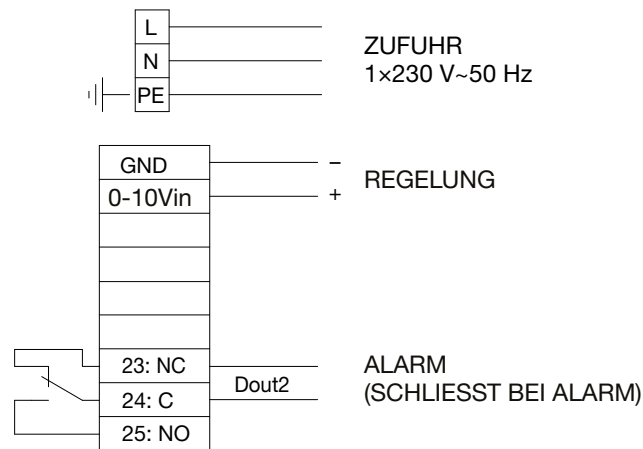 L
N
PE
ZUFUHR
1×230 V~50 Hz
GND
–
0-10Vin
+
REGELUNG
23: NC
24: C
25: NO
Dout2
ALARM
(SCHLIESST BEI ALARM)